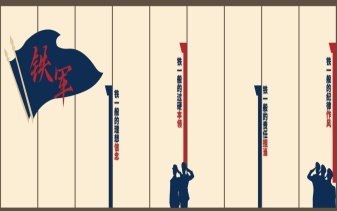 铁军
铁一般的理想信念
铁一般的过硬本领
铁一般的责任担当
铁一般的纪律作风